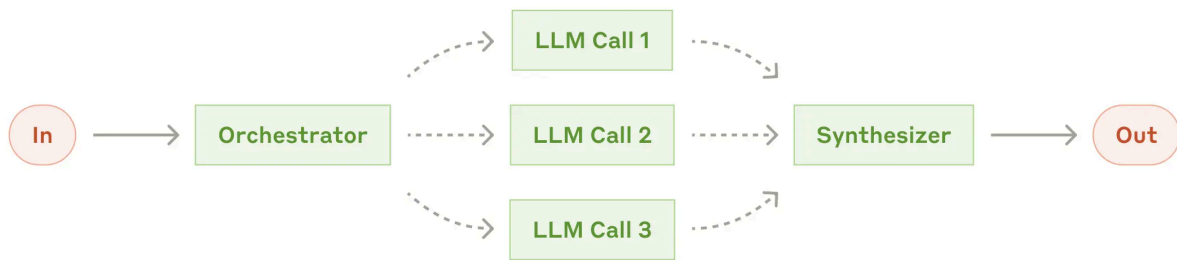 In
Orchestrator
LLM Call 1
LLM Call 2
LLM Call 3
Synthesizer
Out